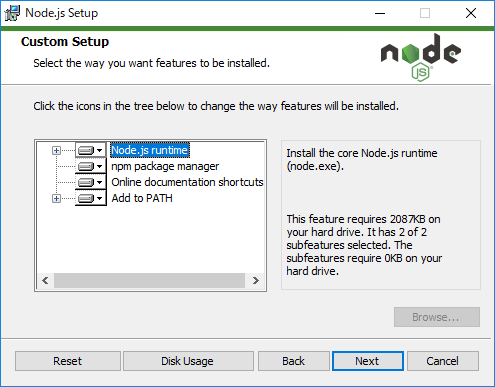 Node.js Setup
Custom Setup
Select the way you want features to be installed.
node
JS
Click the icons in the tree below to change the way features will be installed.
Node.js runtime
npm package manager
Online documentation shortcuts
Add to PATH
Install the core Node.js runtime
(node.exe).
This feature requires 2087KB on
your hard drive. It has 2 of 2
subfeatures selected. The
subfeatures require 0KB on your
hard drive.
Browse...
Reset
Disk Usage
Back
Next
Cancel